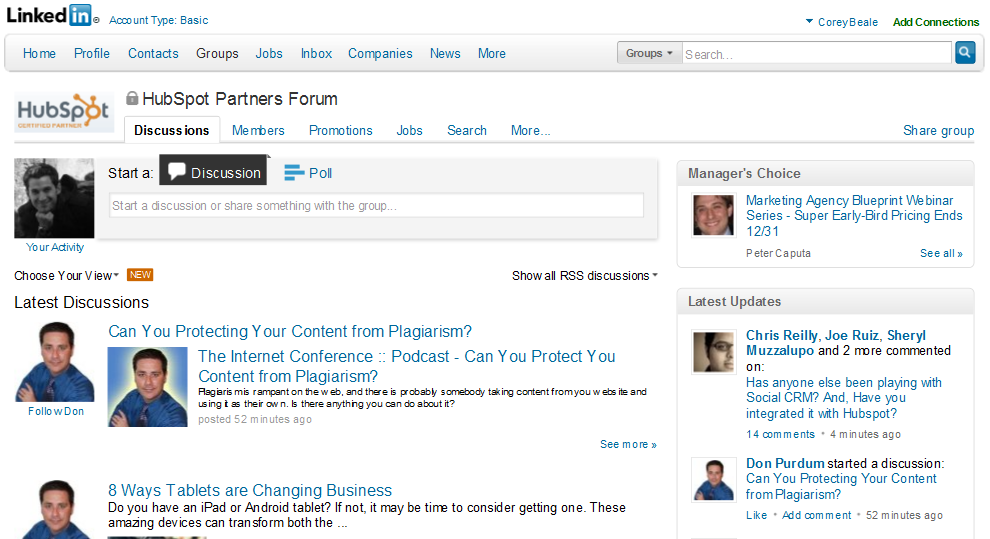 Linked in® Account Type: Basic
Corey Beale Add Connections
Home Profile Contacts Groups Jobs Inbox Companies News More
Groups Search...
HubSpot
CERTIFIED PARTNER
HubSpot Partners Forum
Discussions Members Promotions Jobs Search More... Share group
Start a: Discussion Poll
Start a discussion or share something with the group...
Your Activity
Choose Your View NEW Show all RSS discussions
Latest Discussions
Can You Protecting Your Content from Plagiarism?
The Internet Conference :: Podcast - Can You Protect You
Content from Plagiarism?
Plagiarism is rampant on the web, and there is probably somebody taking content from you website and
using it as their own. Is there anything you can do about it?
posted 52 minutes ago
Follow Don
See more »
8 Ways Tablets are Changing Business
Do you have an iPad or Android tablet? If not, it may be time to consider getting one. These
amazing devices can transform both the ...
Manager's Choice
Marketing Agency Blueprint Webinar
Series - Super Early-Bird Pricing Ends
12/31
Peter Caputa See all »
Latest Updates
Chris Reilly, Joe Ruiz, Sheryl
Muzzalupo and 2 more commented
on:
Has anyone else been playing with
Social CRM? And, Have you
integrated it with Hubspot?
14 comments • 4 minutes ago
Don Purdum started a discussion:
Can You Protecting Your Content
from Plagiarism?
Like • Add comment • 52 minutes ago